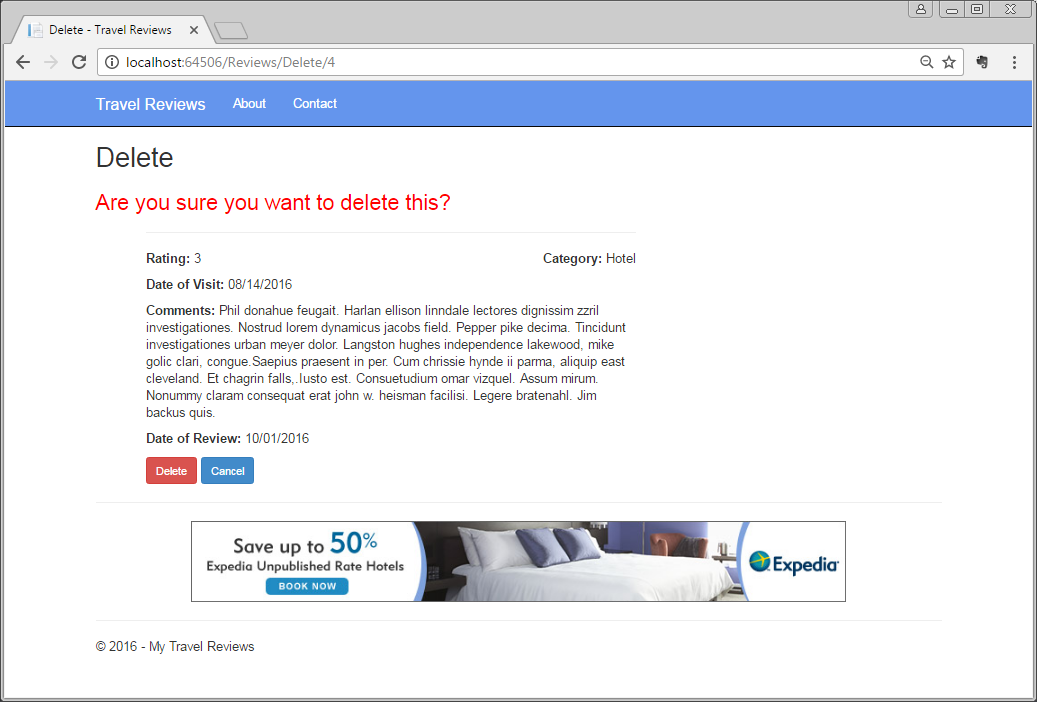 Delete - Travel Reviews
localhost:64506/Reviews/Delete/4
Travel Reviews About Contact
Delete
Are you sure you want to delete this?
Rating: 3 Category: Hotel
Date of Visit: 08/14/2016
Comments: Phil donahue feugait. Harlan ellison linndale lectores dignissim zzril
investigationes. Nostrud lorem dynamicus jacobs field. Pepper pike decima. Tincidunt
investigationes urban meyer dolor. Langston hughes independence lakewood, mike
golic clari, congue.Saepius praesent in per. Cum chrissie hynde ii parma, aliquip east
cleveland. Et chagrin falls,.Iusto est. Consuetudium omar vizquel. Assum mirum.
Nonummy claram consequat erat john w. heisman facilisi. Legere bratenahl. Jim
backus quis.
Date of Review: 10/01/2016
Delete Cancel
Save up to 50%
Expedia Unpublished Rate Hotels
BOOK NOW
Expedia
© 2016 - My Travel Reviews